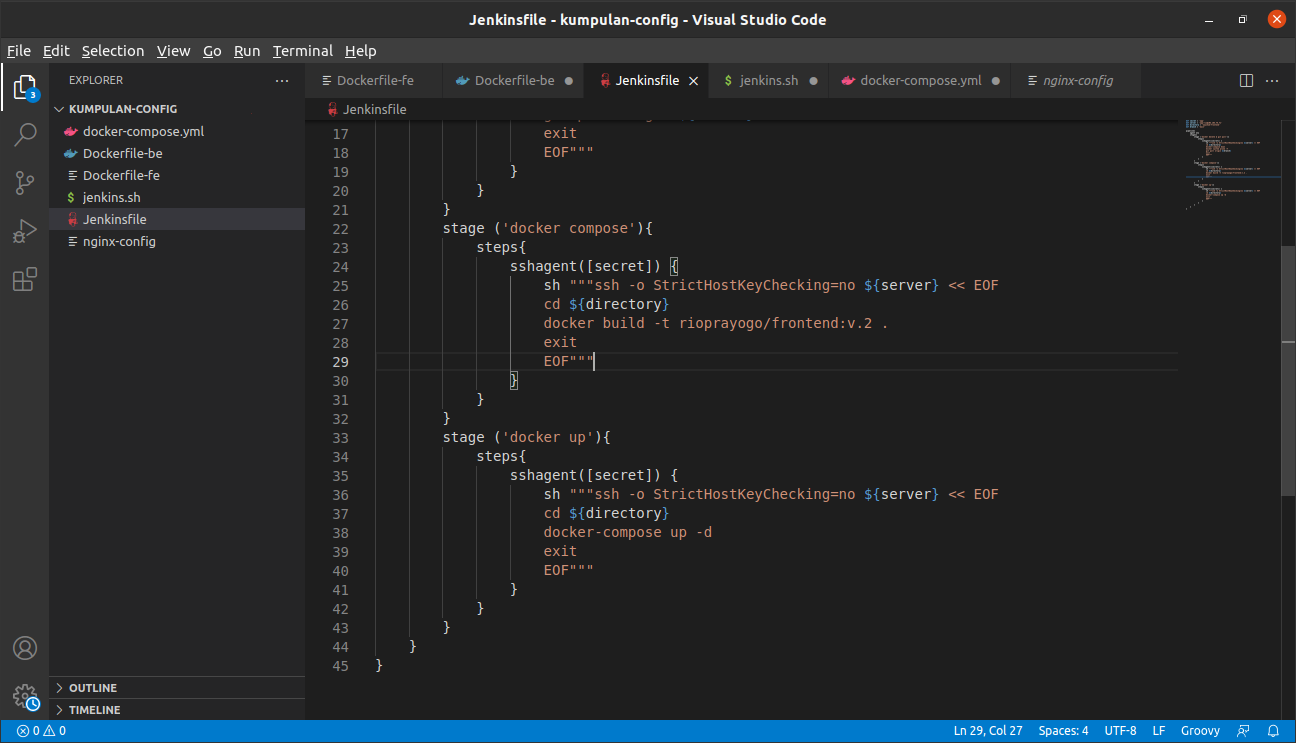 Jenkinsfile - kumpulan-config - Visual Studio Code
File Edit Selection View Go Run Terminal Help
EXPLORER
Dockerfile-fe Dockerfile-be Jenkinsfile jenkins.sh docker-compose.yml nginx-config
KUMPULAN-CONFIG
Jenkinsfile
3
docker-compose.yml
Dockerfile-be
Dockerfile-fe
$ jenkins.sh
Jenkinsfile
nginx-config
17 exit
18 EOF"""
19 }
20 }
21 }
22 stage ('docker compose'){
23 steps{
24 sshagent([secret]) {
25 sh """ssh -o StrictHostKeyChecking=no ${server} << EOF
26 cd ${directory}
27 docker build -t rioprayogo/frontend:v.2 .
28 exit
29 EOF"""
30 }
31 }
32 }
33 stage ('docker up'){
34 steps{
35 sshagent([secret]) {
36 sh """ssh -o StrictHostKeyChecking=no ${server} << EOF
37 cd ${directory}
38 docker-compose up -d
39 exit
40 EOF"""
41 }
42 }
43 }
44 }
45 }
OUTLINE
TIMELINE
0 0 Ln 29, Col 27 Spaces: 4 UTF-8 LF Groovy